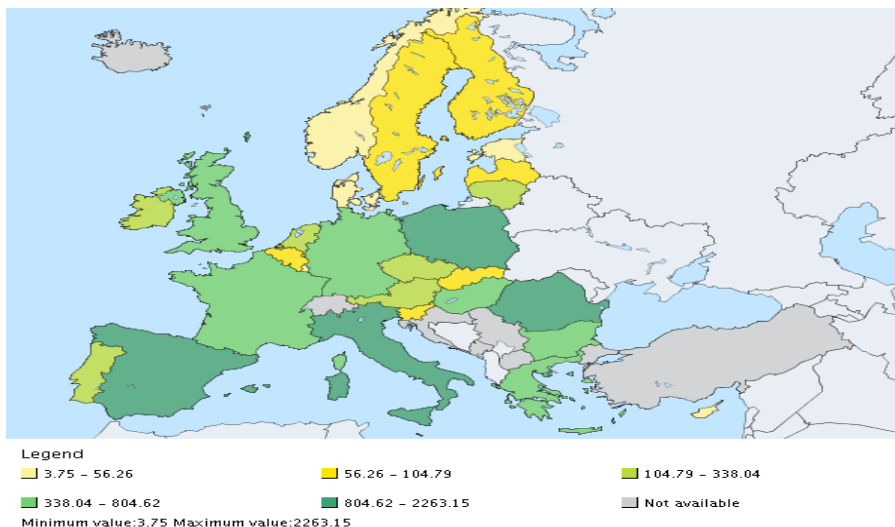 Legend
3.75 – 56.26
56.26 – 104.79
104.79 – 338.04
338.04 – 804.62
804.62 – 2263.15
Not available
Minimum value:3.75 Maximum value:2263.15